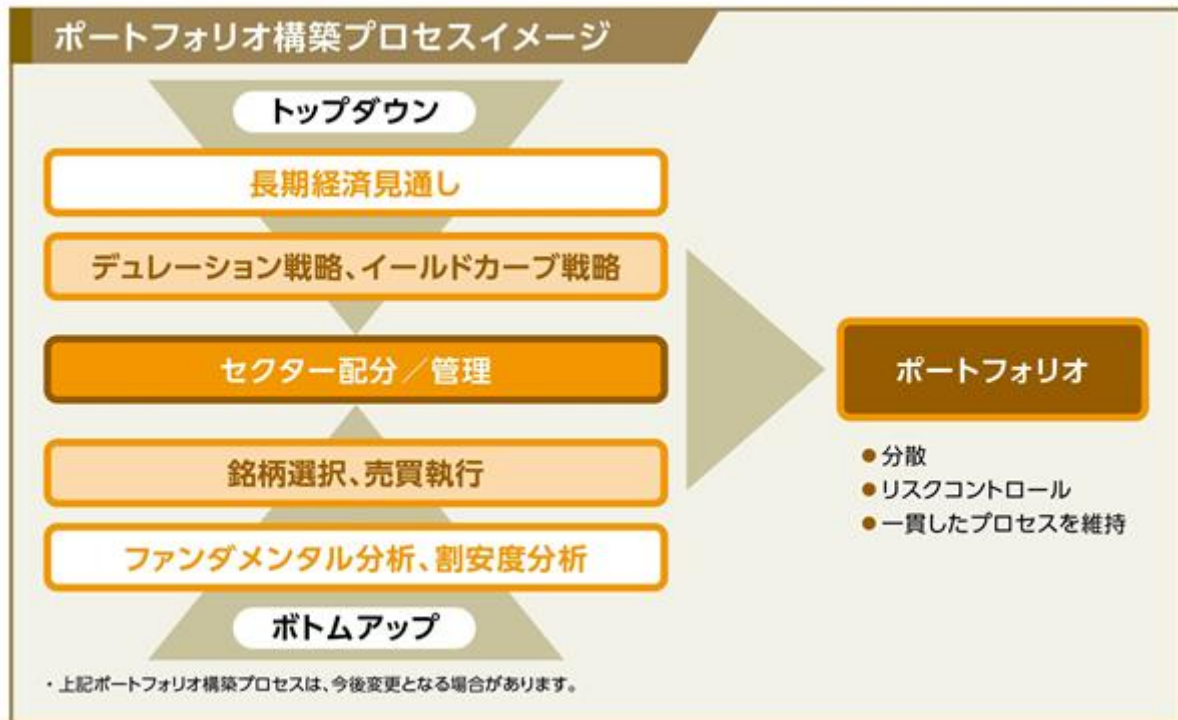 ポートフォリオ構築プロセスイメージ
トップダウン
長期経済見通し
デュレーション戦略、イールドカーブ戦略
セクター配分／管理
銘柄選択、売買執行
ファンダメンタル分析、割安度分析
ボトムアップ
ポートフォリオ
●分散
●リスクコントロール
●一貫したプロセスを維持
・上記ポートフォリオ構築プロセスは、今後変更となる場合があります。